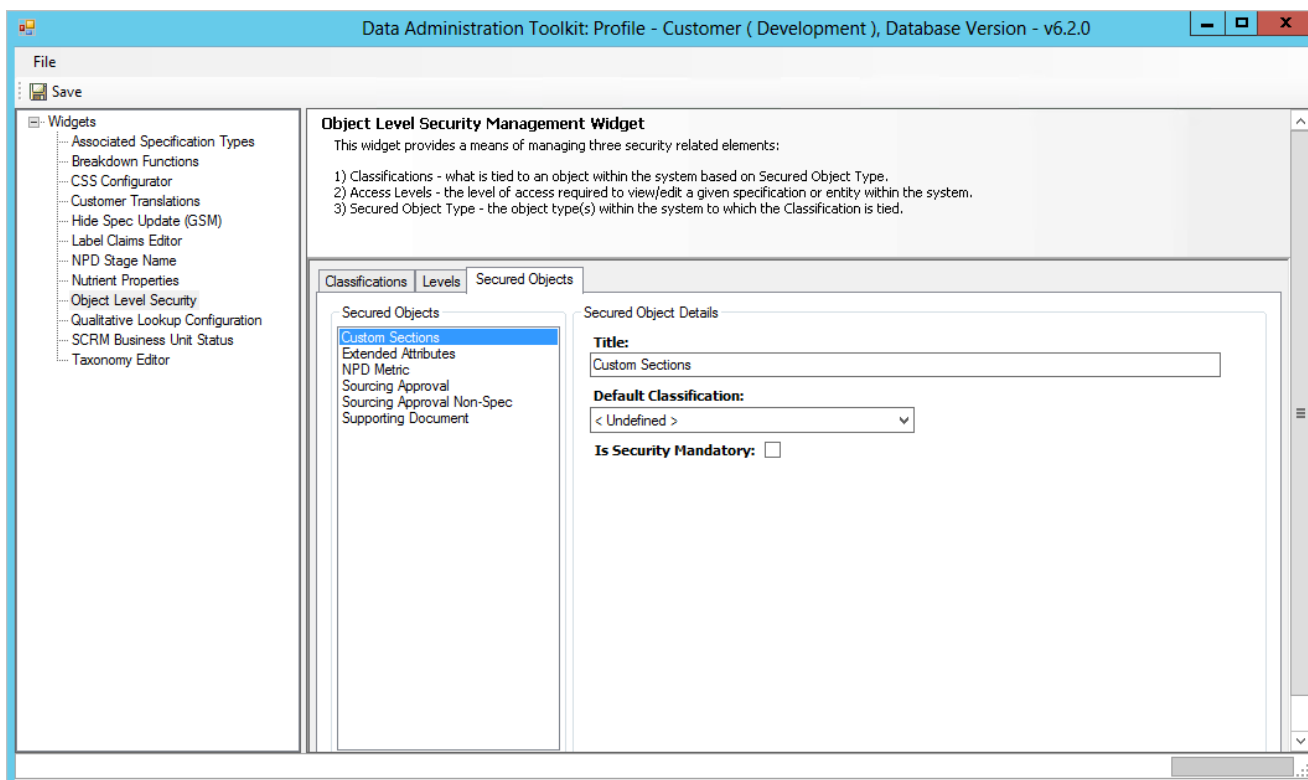 Data Administration Toolkit: Profile - Customer ( Development ), Database Version - v6.2.0
File
Save
Widgets
Associated Specification Types
Breakdown Functions
CSS Configurator
Customer Translations
Hide Spec Update (GSM)
Label Claims Editor
NPD Stage Name
Nutrient Properties
Object Level Security
Qualitative Lookup Configuration
SCRM Business Unit Status
Taxonomy Editor
Object Level Security Management Widget
This widget provides a means of managing three security related elements:
1) Classifications - what is tied to an object within the system based on Secured Object Type.
2) Access Levels - the level of access required to view/edit a given specification or entity within the system.
3) Secured Object Type - the object type(s) within the system to which the Classification is tied.
Classifications Levels Secured Objects
Secured Objects
Custom Sections
Extended Attributes
NPD Metric
Sourcing Approval
Sourcing Approval Non-Spec
Supporting Document
Secured Object Details
Title:
Custom Sections
Default Classification:
< Undefined >
Is Security Mandatory: